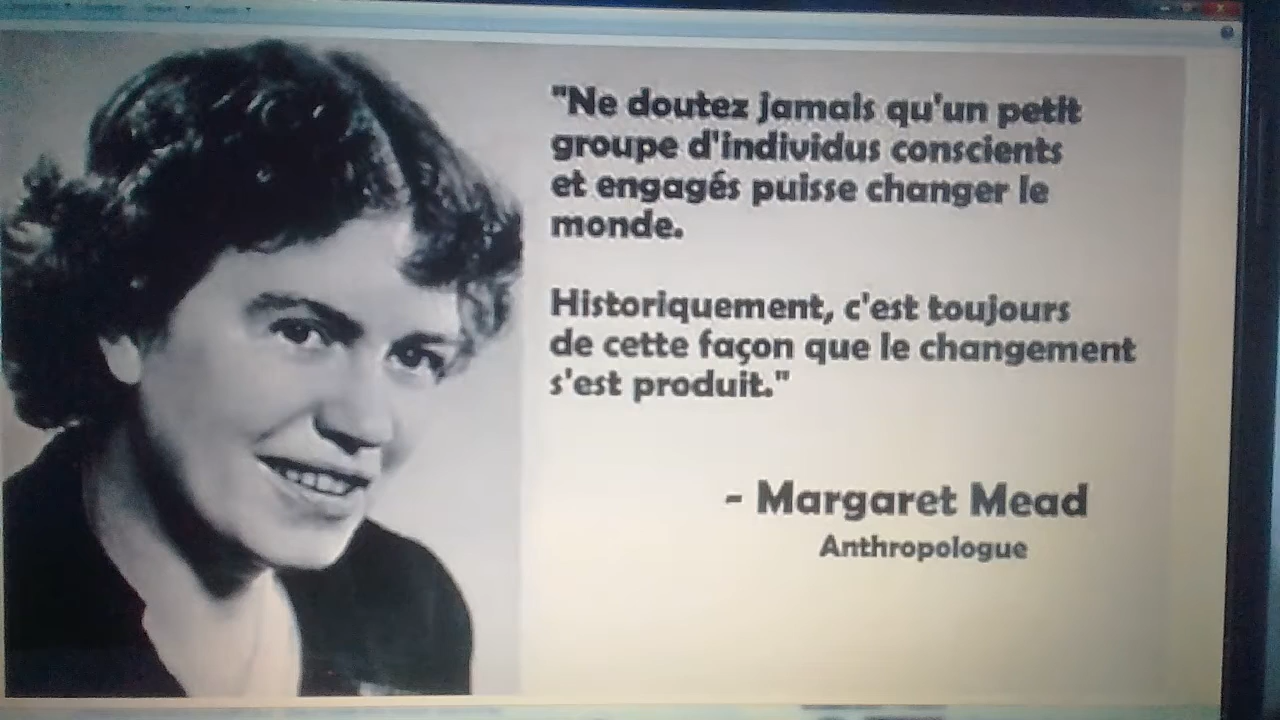 "Ne doutez jamais qu'un petit
groupe d'individus conscients
et engagés puisse changer le
monde.
Historiquement, c'est toujours
de cette façon que le changement
s'est produit."
- Margaret Mead
Anthropologue